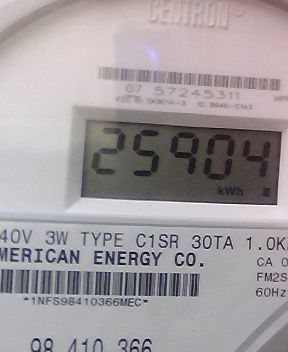 CENTRON®
07 57245311
25904
kWh
40V 3W TYPE C1SR 30TA 1.0K
MERICAN ENERGY CO.
CA 0
FM2S
60Hz
*1NFS98410366MEC*
98 410 366